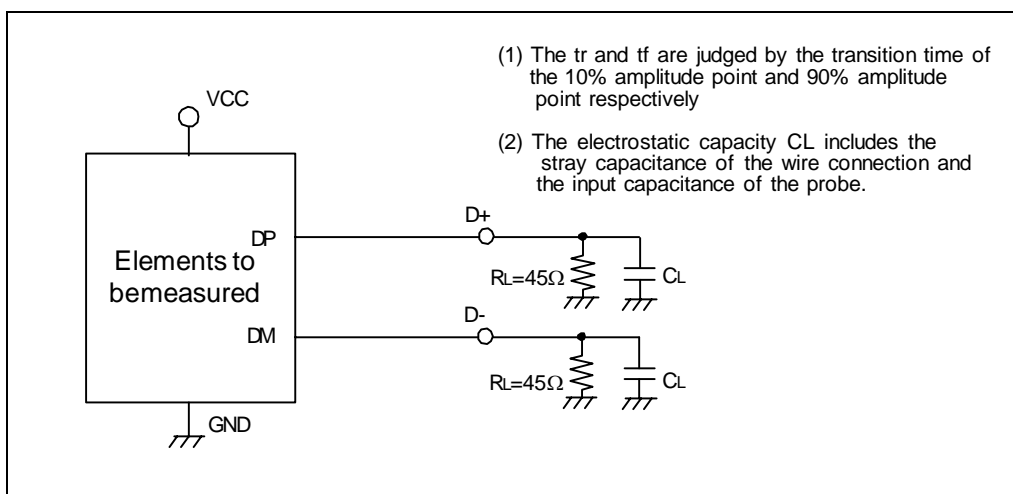 (1) The tr and tf are judged by the transition time of
the 10% amplitude point and 90% amplitude
point respectively
(2) The electrostatic capacity CL includes the
stray capacitance of the wire connection and
the input capacitance of the probe.
VCC
DP
D+
Elements to
bemeasured
RL=45Ω
CL
DM
D-
RL=45Ω
CL
GND